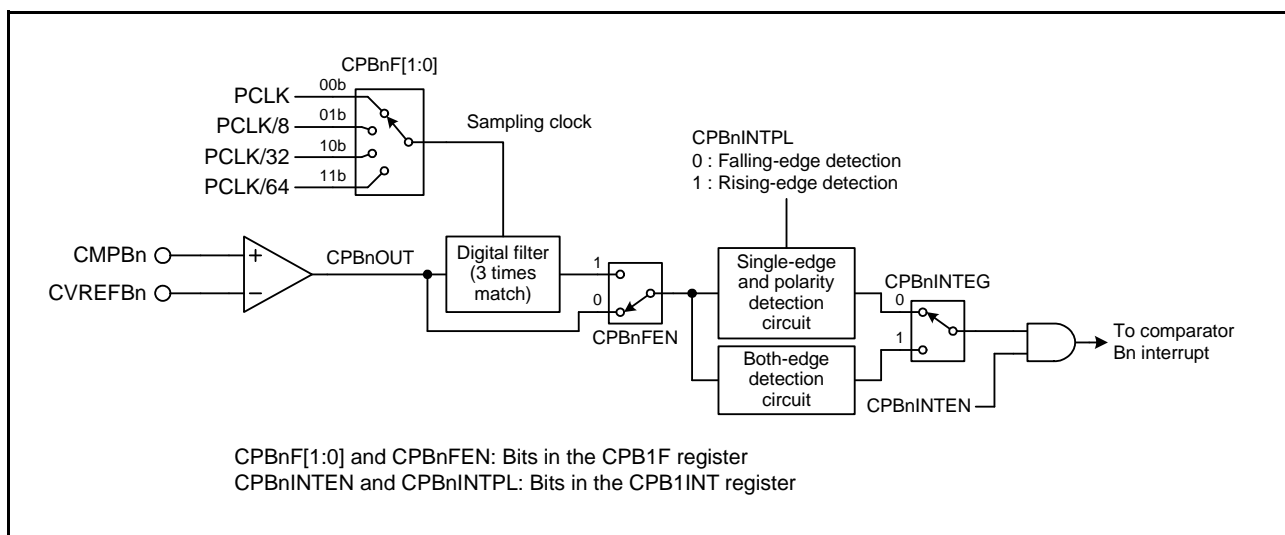 CPBnF[1:0]
PCLK
00b
PCLK/8
01b
PCLK/32
10b
PCLK/64
11b
Sampling clock
CPBnINTPL
0 : Falling-edge detection
1 : Rising-edge detection
CMPBn
CVREFBn
+
−
CPBnOUT
Digital filter
(3 times
match)
1
0
CPBnFEN
Single-edge
and polarity
detection
circuit
Both-edge
detection
circuit
CPBnINTEG
0
1
CPBnINTEN
To comparator
Bn interrupt
CPBnF[1:0] and CPBnFEN: Bits in the CPB1F register
CPBnINTEN and CPBnINTPL: Bits in the CPB1INT register